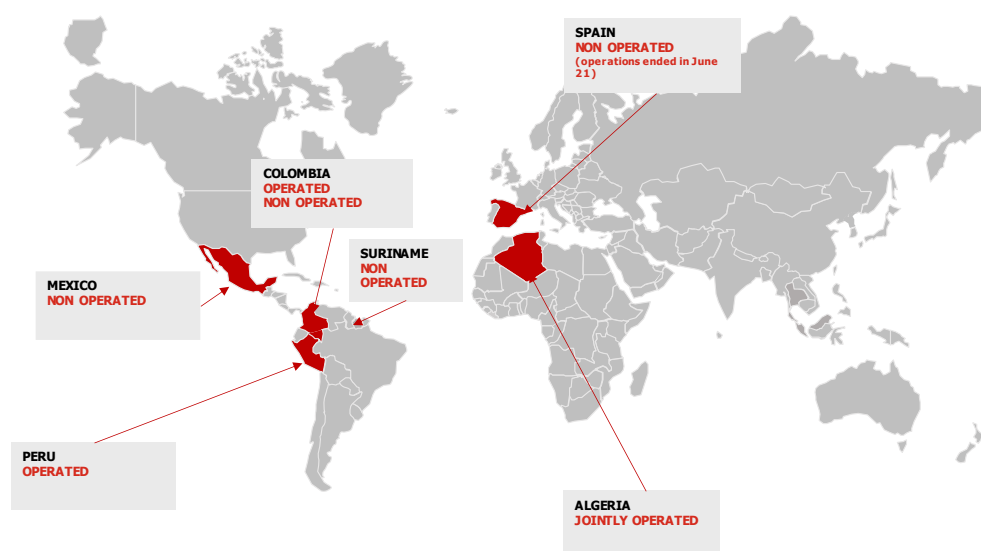 SPAIN
NON OPERATED
(operations ended in June
21)
COLOMBIA
OPERATED
NON OPERATED
SURINAME
NON
OPERATED
MEXICO
NON OPERATED
PERU
OPERATED
ALGERIA
JOINTLY OPERATED